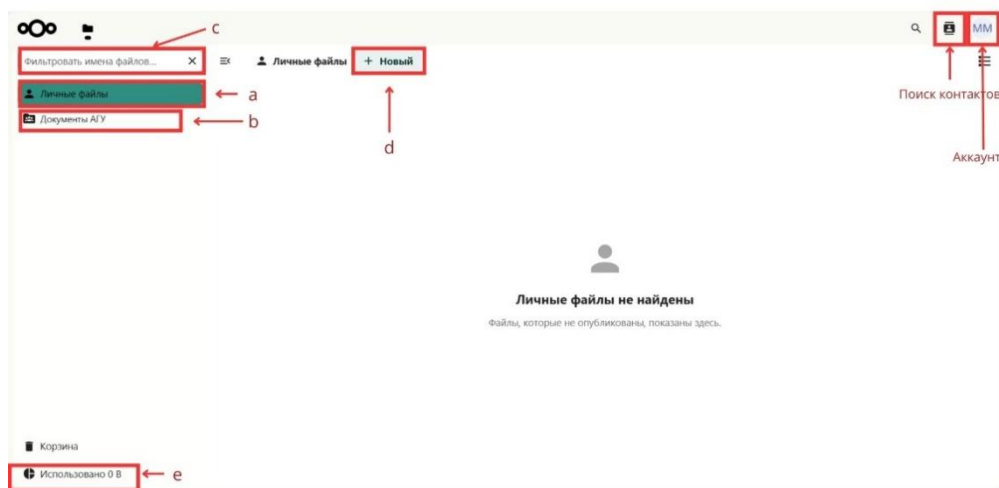 c
MM
Фильтровать имена файлов...
Личные файлы
+ Новый
Личные файлы
a
Поиск контактов
Документы АГУ
b
d
Аккаунт
Личные файлы не найдены
Файлы, которые не опубликованы, показаны здесь.
Корзина
Использовано 0 B
e